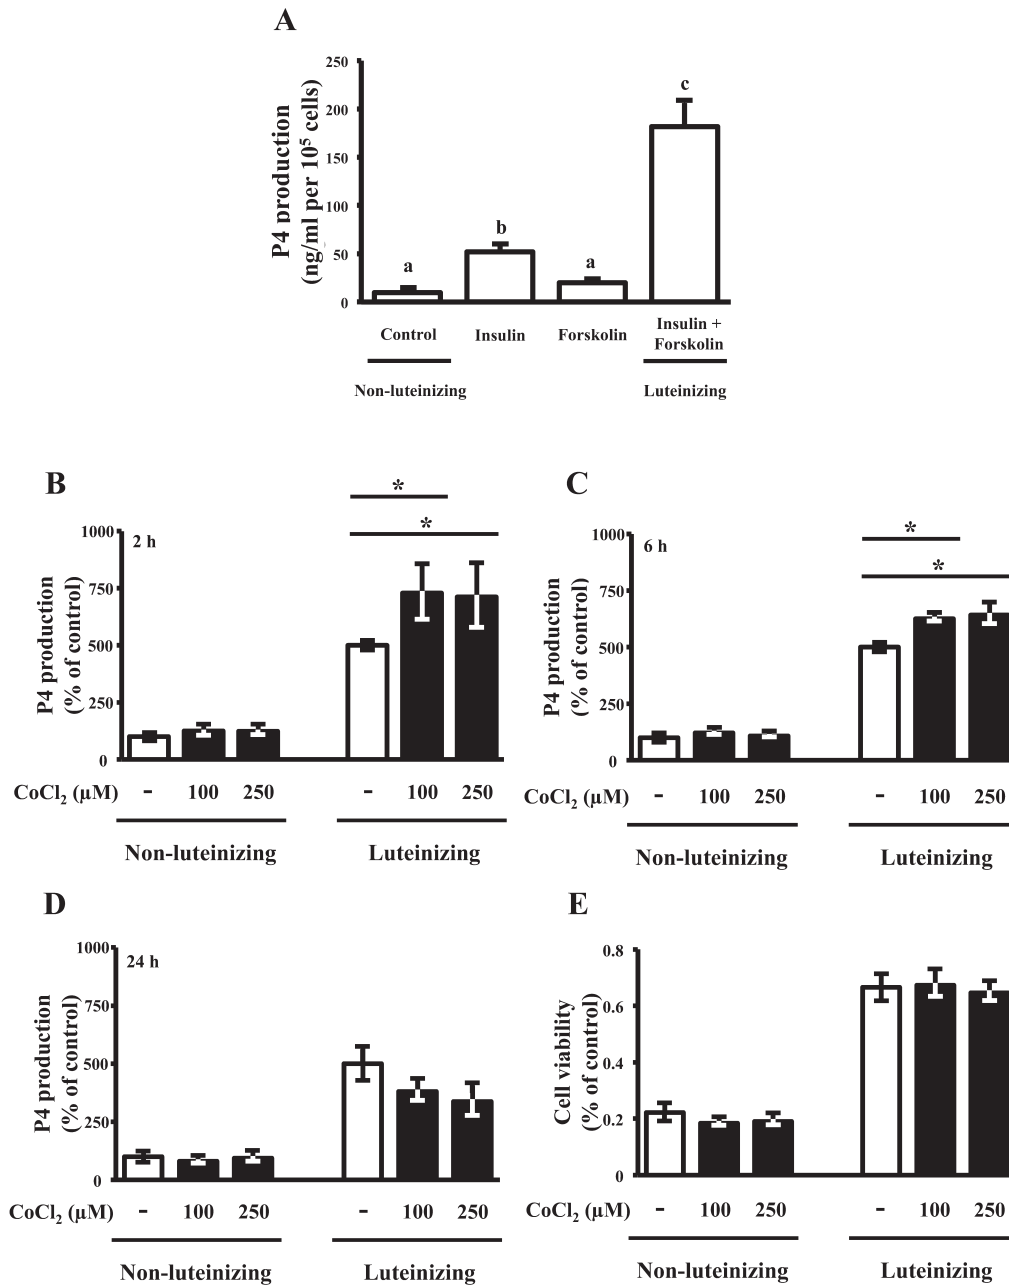 A
P4 production
(ng/ml per 10⁵ cells)
250
200
150
100
50
0
a
b
a
c
Control
Insulin
Forskolin
Insulin +
Forskolin
Non-luteinizing
Luteinizing
B
2 h
P4 production
(% of control)
1000
750
500
250
0
*
*
CoCl₂ (μM)
- 100 250
- 100 250
Non-luteinizing
Luteinizing
C
6 h
P4 production
(% of control)
1000
750
500
250
0
*
*
CoCl₂ (μM)
- 100 250
- 100 250
Non-luteinizing
Luteinizing
D
24 h
P4 production
(% of control)
1000
750
500
250
0
CoCl₂ (μM)
- 100 250
- 100 250
Non-luteinizing
Luteinizing
E
Cell viability
(% of control)
0.8
0.6
0.4
0.2
0
CoCl₂ (μM)
- 100 250
- 100 250
Non-luteinizing
Luteinizing